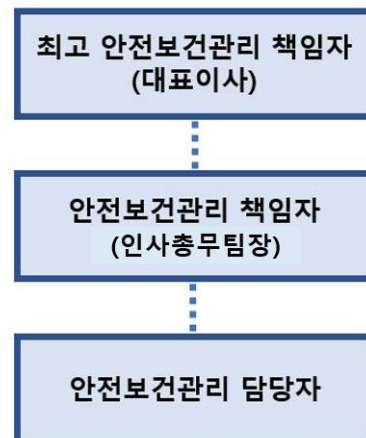 최고 안전보건관리 책임자
(대표이사)
안전보건관리 책임자
(인사총무팀장)
안전보건관리 담당자